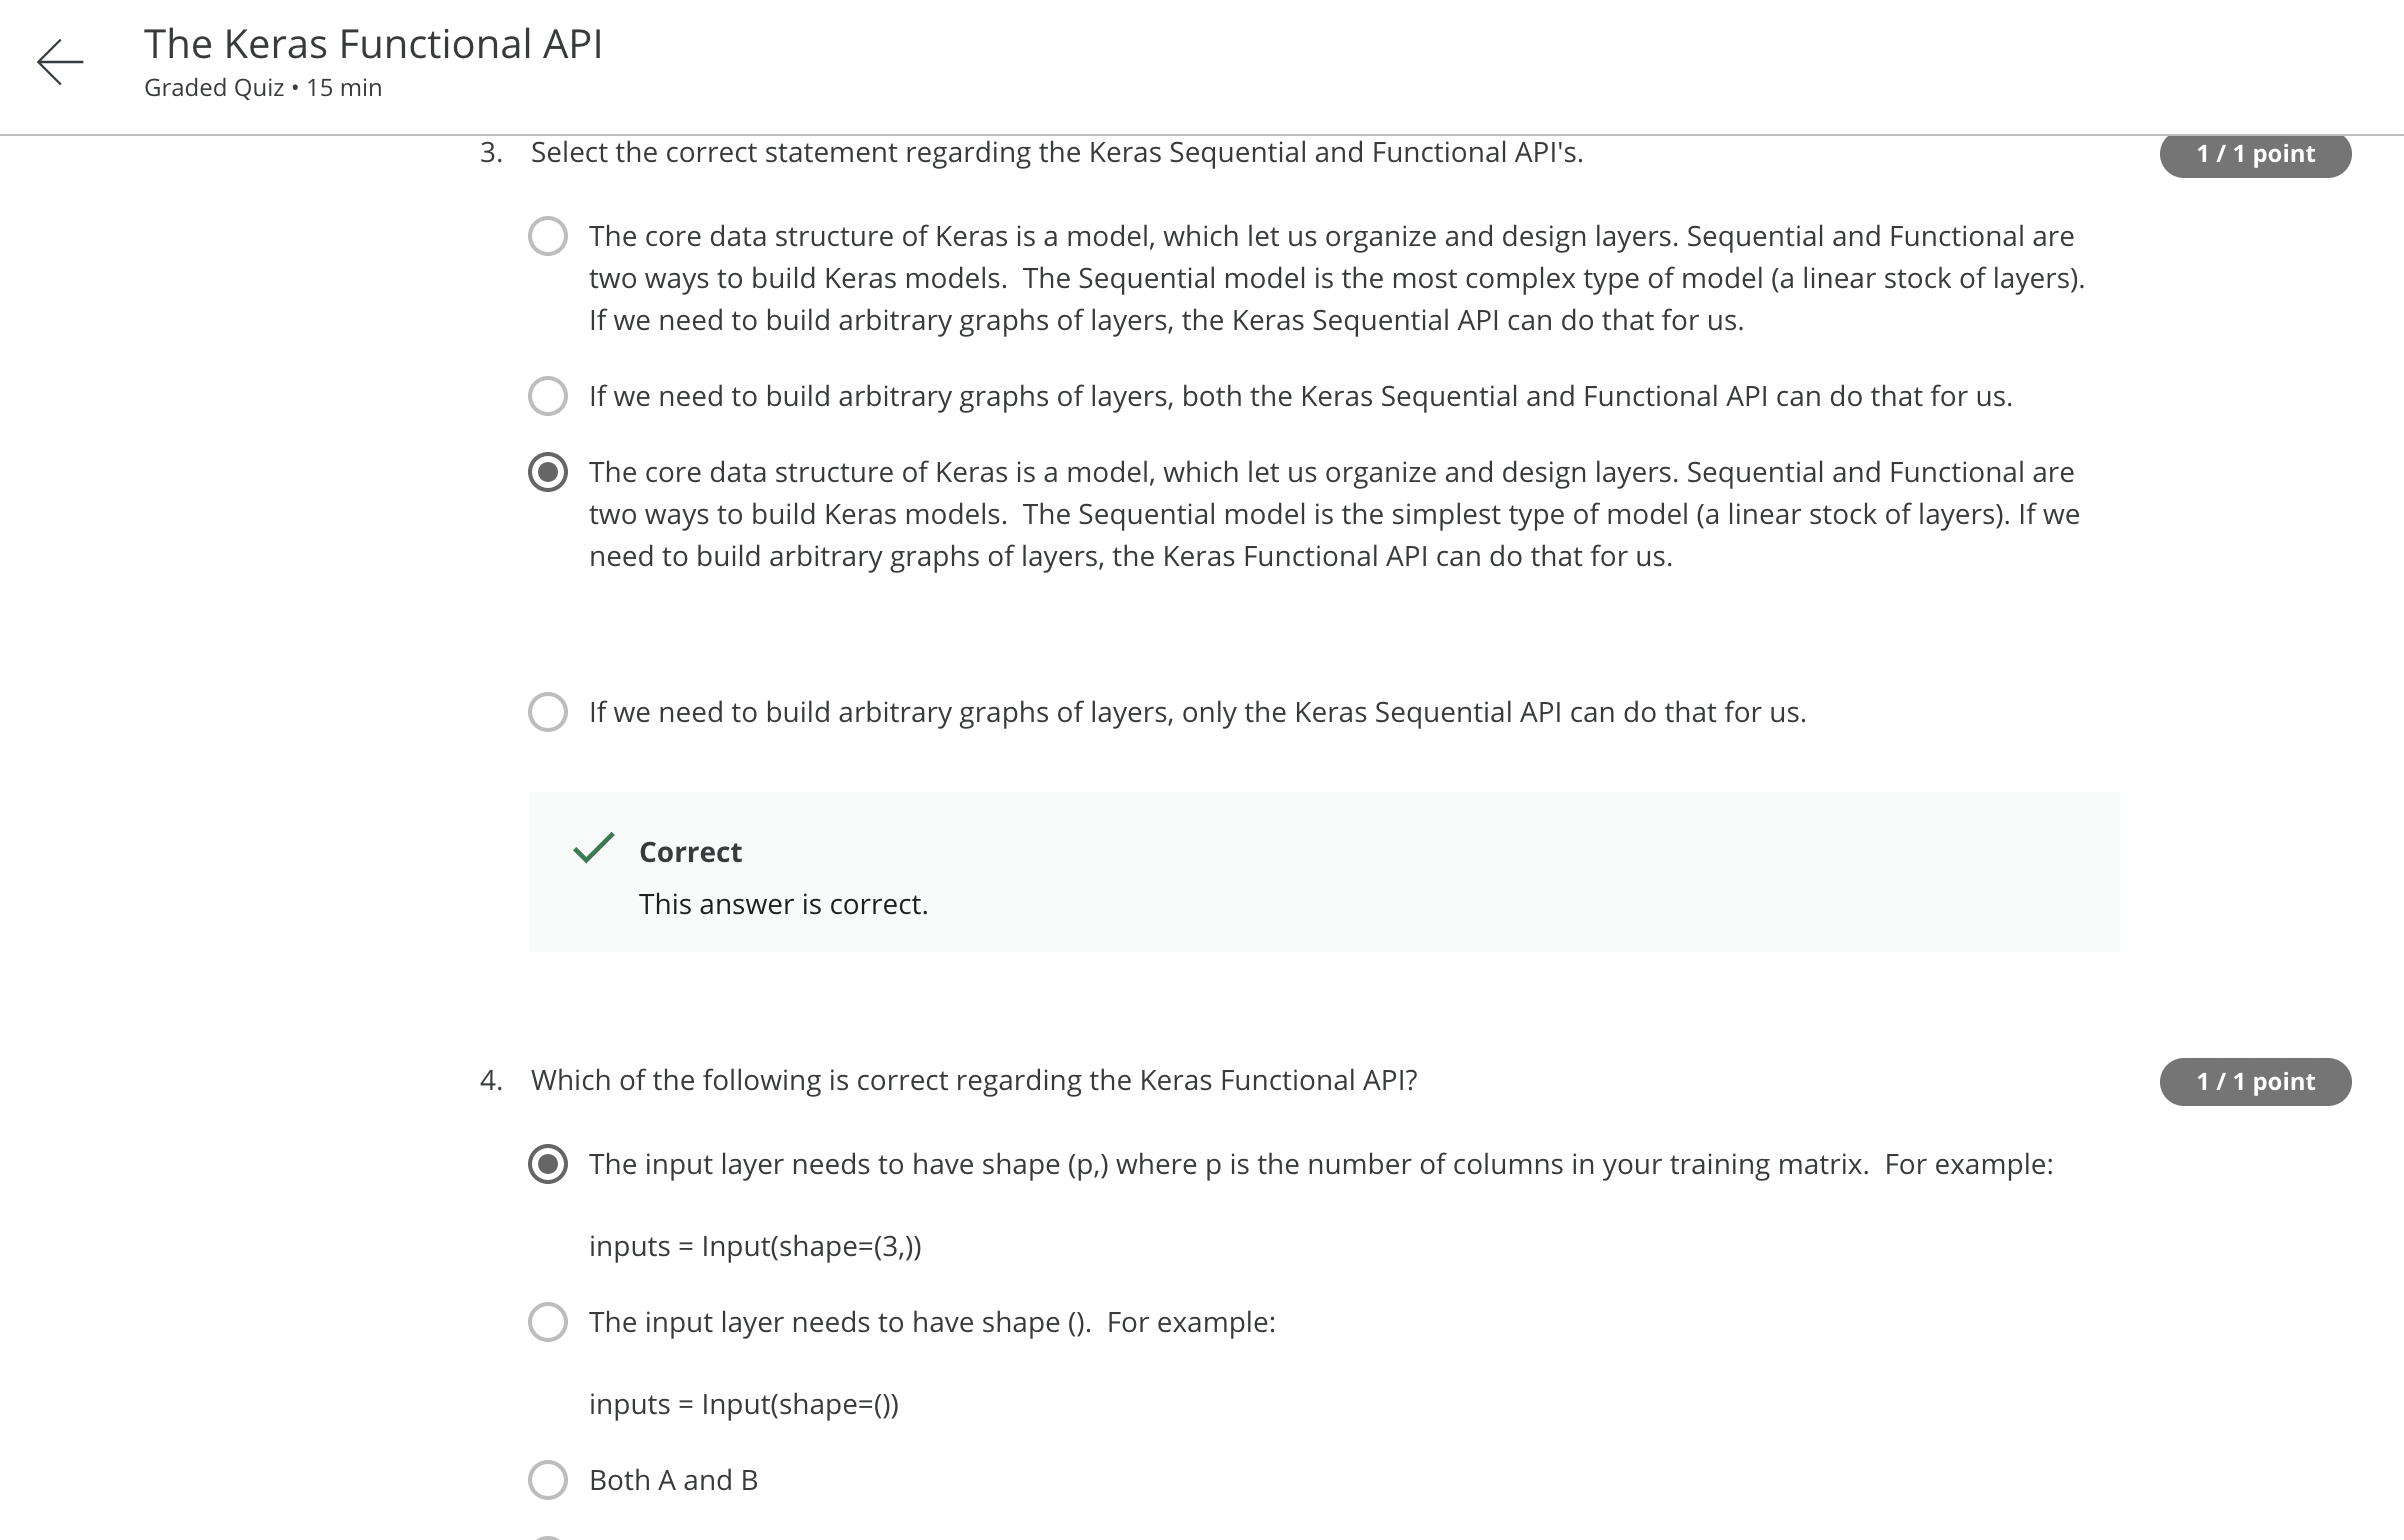 The Keras Functional API
Graded Quiz • 15 min
3. Select the correct statement regarding the Keras Sequential and Functional API's.
1 / 1 point
The core data structure of Keras is a model, which let us organize and design layers. Sequential and Functional are
two ways to build Keras models.  The Sequential model is the most complex type of model (a linear stock of layers).
If we need to build arbitrary graphs of layers, the Keras Sequential API can do that for us.
If we need to build arbitrary graphs of layers, both the Keras Sequential and Functional API can do that for us.
The core data structure of Keras is a model, which let us organize and design layers. Sequential and Functional are
two ways to build Keras models.  The Sequential model is the simplest type of model (a linear stock of layers). If we
need to build arbitrary graphs of layers, the Keras Functional API can do that for us.
If we need to build arbitrary graphs of layers, only the Keras Sequential API can do that for us.
Correct
This answer is correct.
4. Which of the following is correct regarding the Keras Functional API?
1 / 1 point
The input layer needs to have shape (p,) where p is the number of columns in your training matrix.  For example:
inputs = Input(shape=(3,))
The input layer needs to have shape ().  For example:
inputs = Input(shape=())
Both A and B